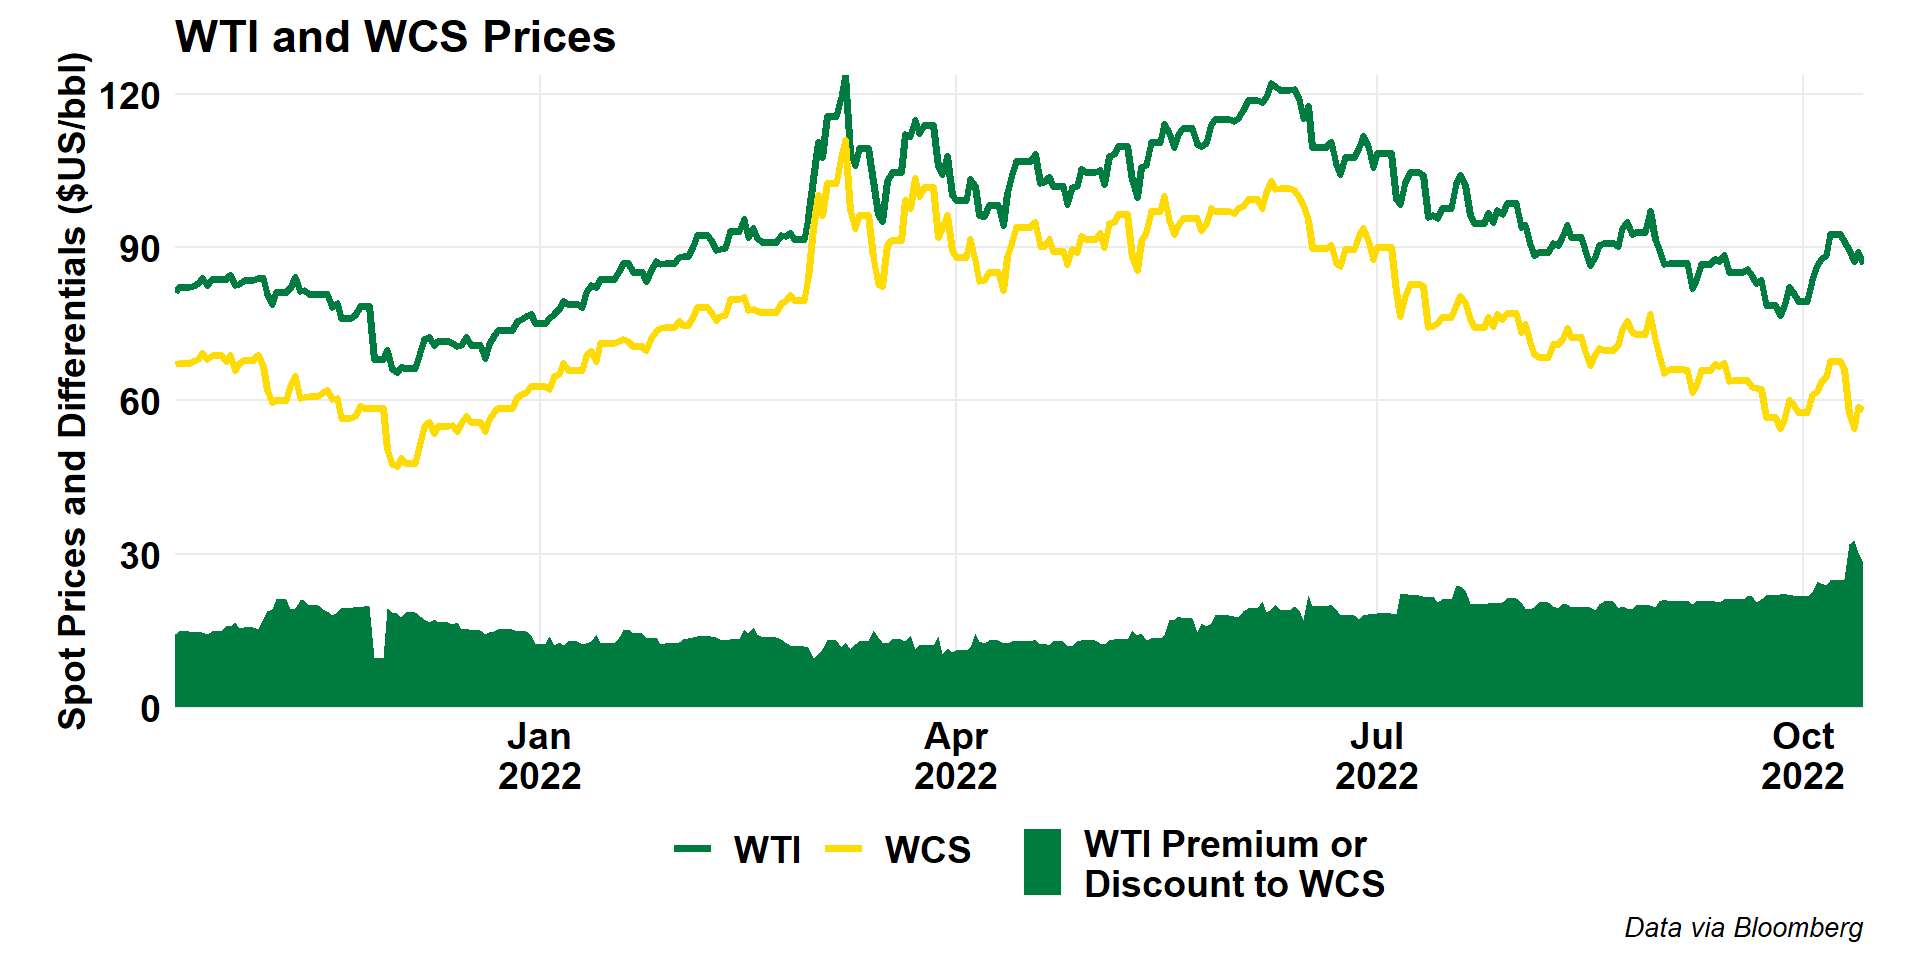 WTI and WCS Prices
Spot Prices and Differentials ($US/bbl)
120
90
60
30
0
Jan
2022
Apr
2022
Jul
2022
Oct
2022
WTI
WCS
WTI Premium or
Discount to WCS
Data via Bloomberg